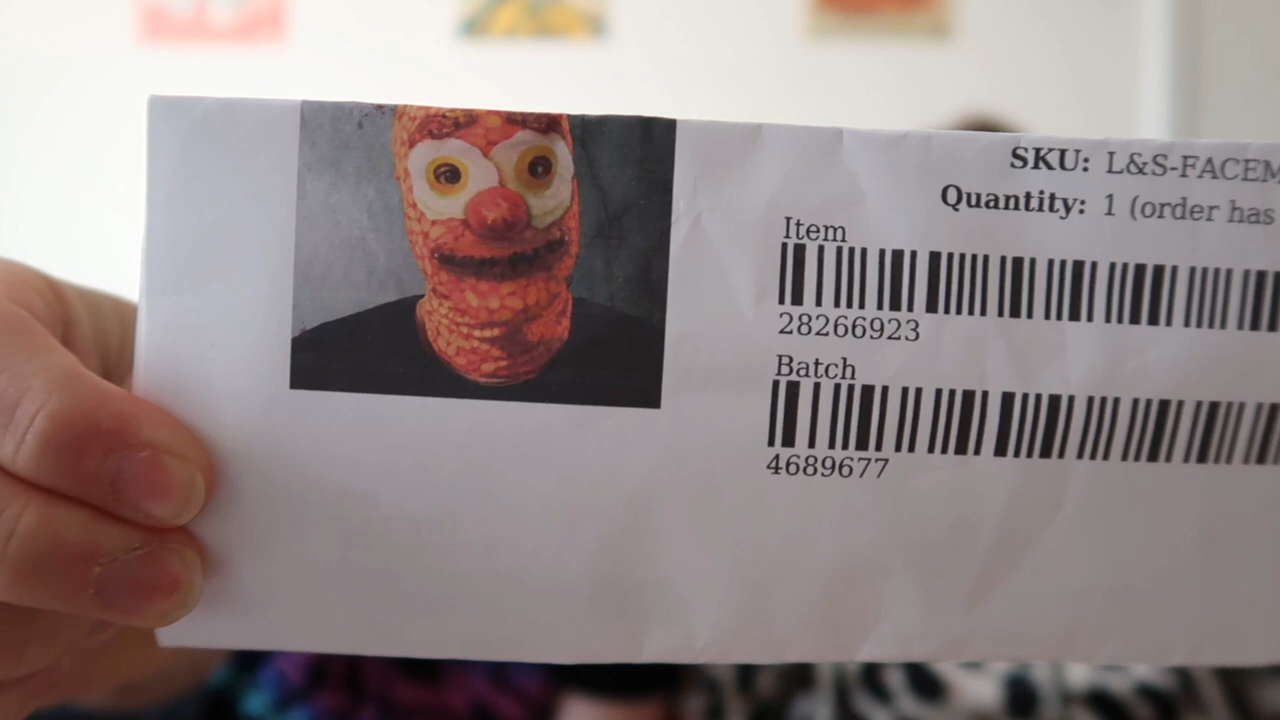 SKU: L&S-FACEM
Quantity: 1 (order has
Item
28266923
Batch
4689677